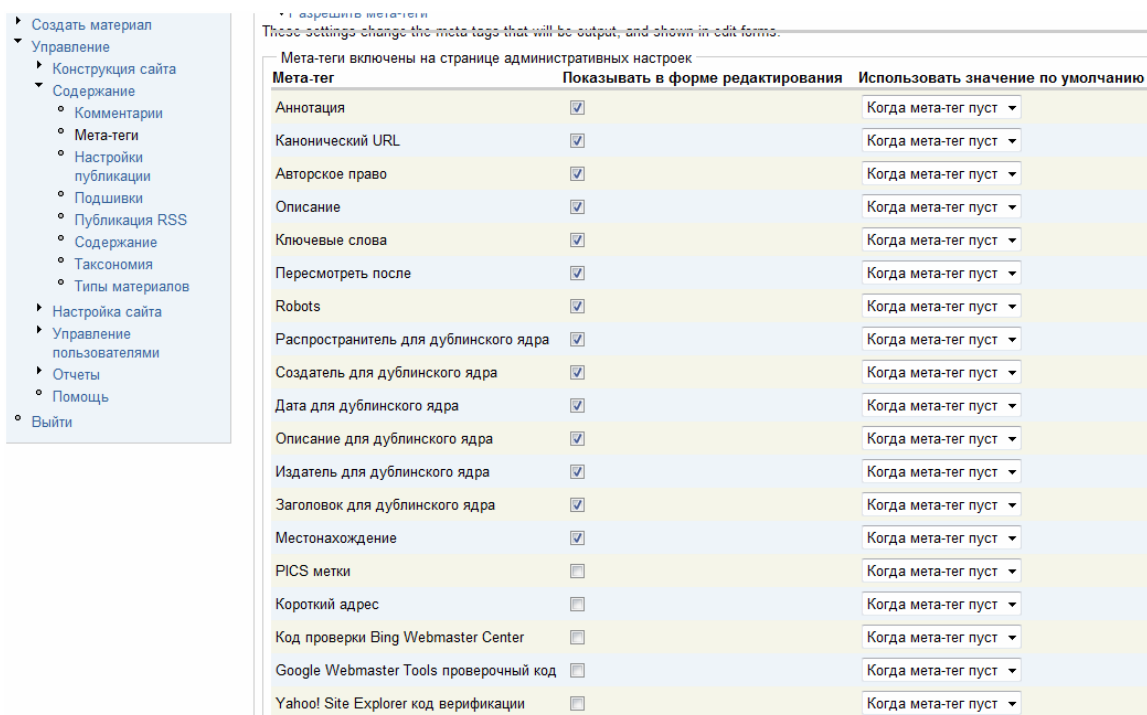 Создать материал
Управление
Конструкция сайта
Содержание
Комментарии
Мета-теги
Настройки
публикации
Подшивки
Публикация RSS
Содержание
Таксономия
Типы материалов
Настройка сайта
Управление
пользователями
Отчеты
Помощь
Выйти
Разрешить мета-теги
These settings change the meta tags that will be output, and shown in edit forms.
Мета-теги включены на странице административных настроек
Мета-тег Показывать в форме редактирования Использовать значение по умолчанию
Аннотация Когда мета-тег пуст
Канонический URL Когда мета-тег пуст
Авторское право Когда мета-тег пуст
Описание Когда мета-тег пуст
Ключевые слова Когда мета-тег пуст
Пересмотреть после Когда мета-тег пуст
Robots Когда мета-тег пуст
Распространитель для дублинского ядра Когда мета-тег пуст
Создатель для дублинского ядра Когда мета-тег пуст
Дата для дублинского ядра Когда мета-тег пуст
Описание для дублинского ядра Когда мета-тег пуст
Издатель для дублинского ядра Когда мета-тег пуст
Заголовок для дублинского ядра Когда мета-тег пуст
Местонахождение Когда мета-тег пуст
PICS метки Когда мета-тег пуст
Короткий адрес Когда мета-тег пуст
Код проверки Bing Webmaster Center Когда мета-тег пуст
Google Webmaster Tools проверочный код Когда мета-тег пуст
Yahoo! Site Explorer код верификации Когда мета-тег пуст